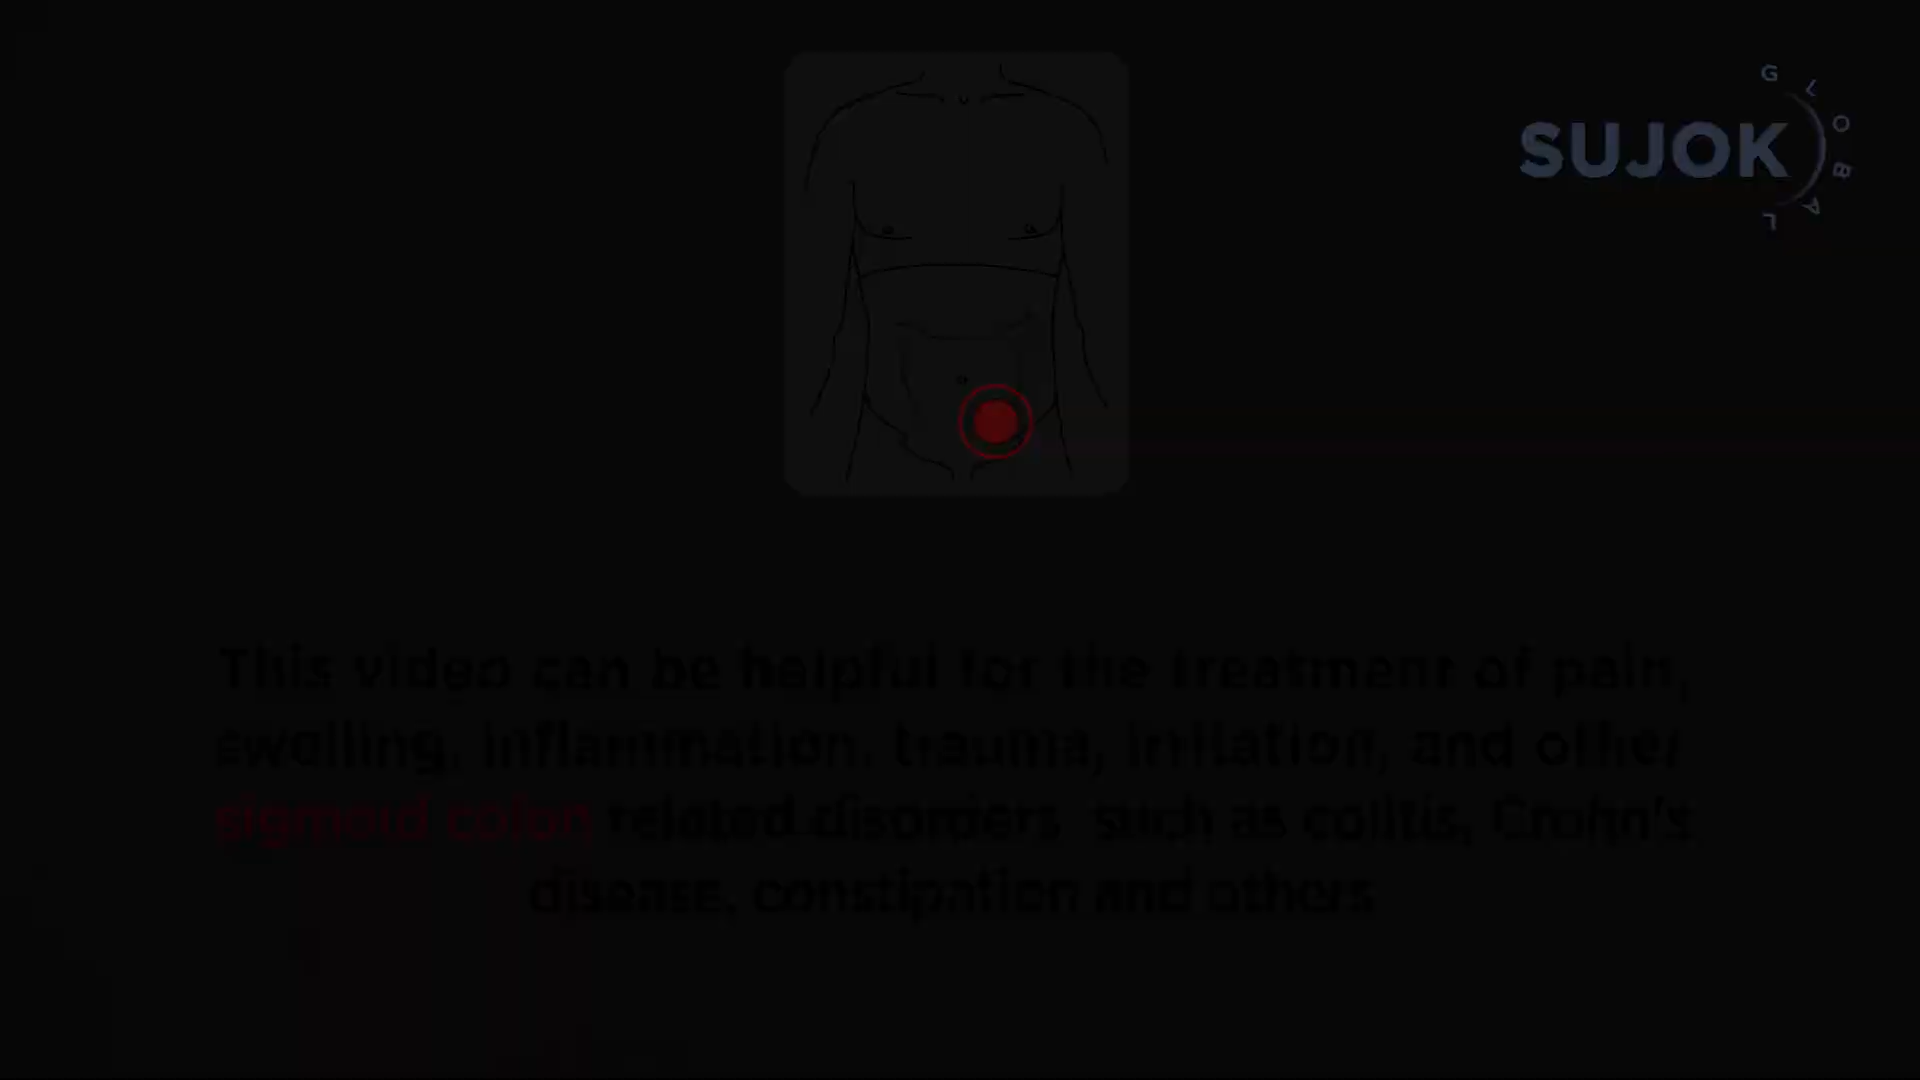 GLOBAL
SUJOK
This video can be helpful for the treatment of pain,
swelling, inflammation, trauma, irritation, and other
sigmoid colon related disorders such as colitis, Crohn's
disease, constipation and others